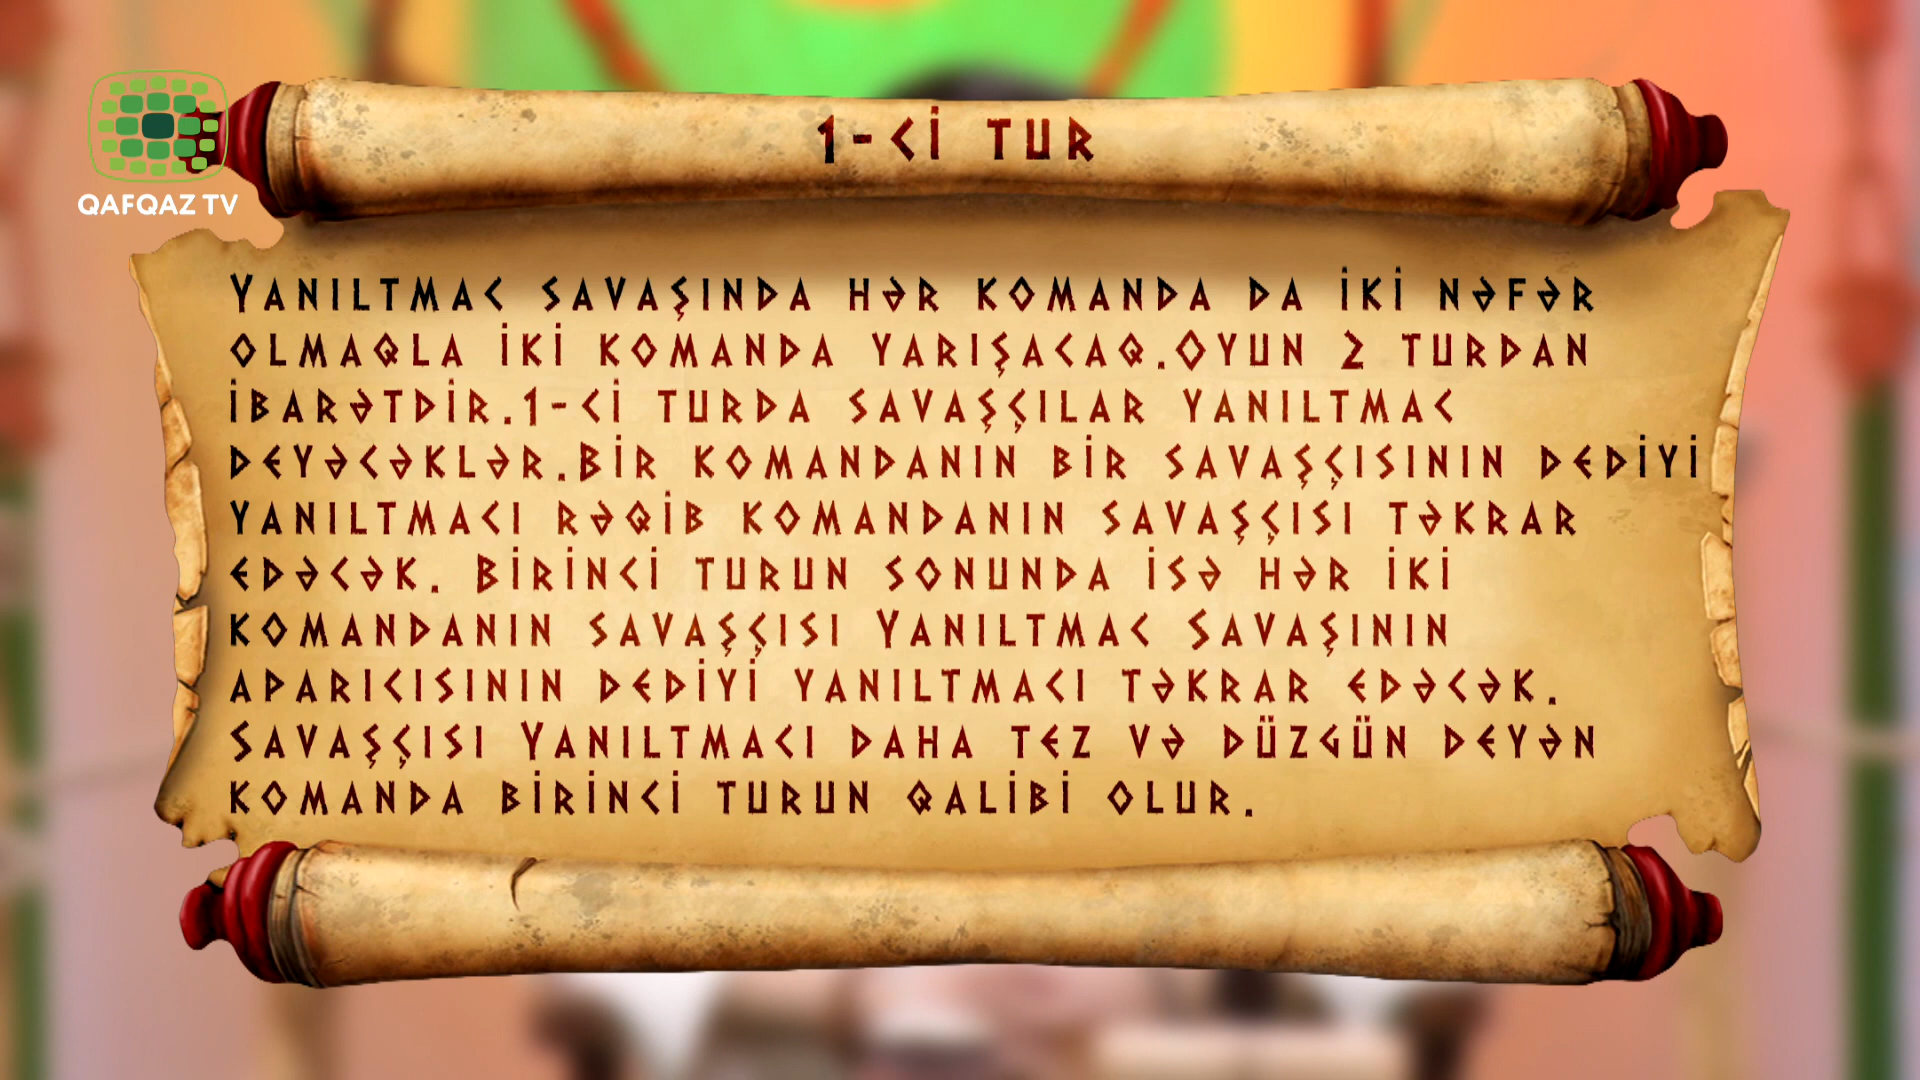 QAFQAZ TV
1-Cİ TUR
YANILTMAC SAVAŞINDA HƏR KOMANDA DA İKİ NƏFƏR
OLMAQLA İKİ KOMANDA YARIŞACAQ.OYUN 2 TURDAN
İBARƏTDİR.1-Cİ TURDA SAVAŞÇILAR YANILTMAC
DEYƏCƏKLƏR.BİR KOMANDANIN BİR SAVAŞÇISININ DEDİYİ
YANILTMACI RƏQİB KOMANDANIN SAVAŞÇISI TƏKRAR
EDƏCƏK. BİRİNCİ TURUN SONUNDA İSƏ HƏR İKİ
KOMANDANIN SAVAŞÇISI YANILTMAC SAVAŞININ
APARICISININ DEDİYİ YANILTMACI TƏKRAR EDƏCƏK.
SAVAŞÇISI YANILTMACI DAHA TEZ VƏ DÜZGÜN DEYƏN
KOMANDA BİRİNCİ TURUN QALİBİ OLUR.